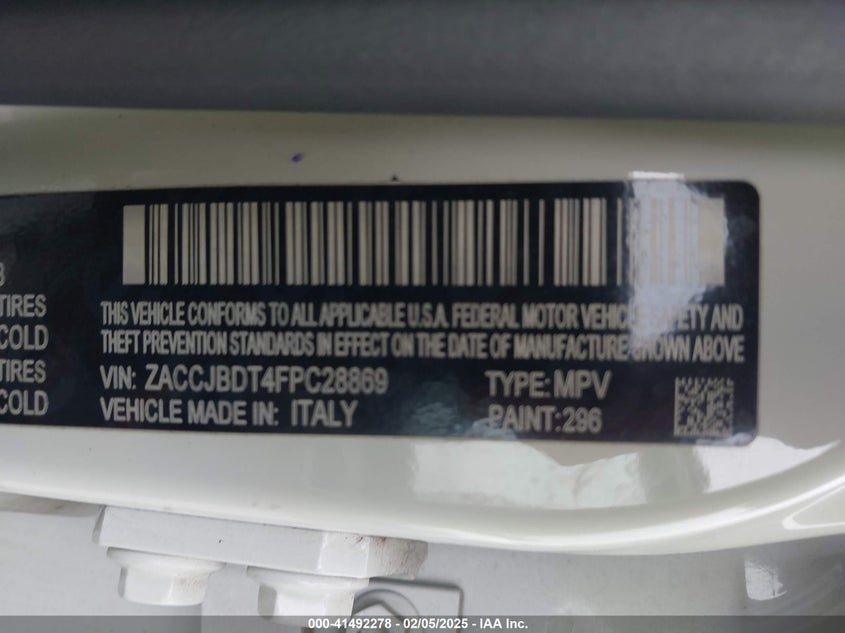 3
TIRES
COLD
TIRES
COLD
THIS VEHICLE CONFORMS TO ALL APPLICABLE U.S.A. FEDERAL MOTOR VEHICLE SAFETY AND
THEFT PREVENTION STANDARDS IN EFFECT ON THE DATE OF MANUFACTURE SHOWN ABOVE
VIN: ZACCJBDT4FPC28869 TYPE: MPV
VEHICLE MADE IN: ITALY PAINT: 296
000-41492278 - 02/05/2025 - IAA Inc.